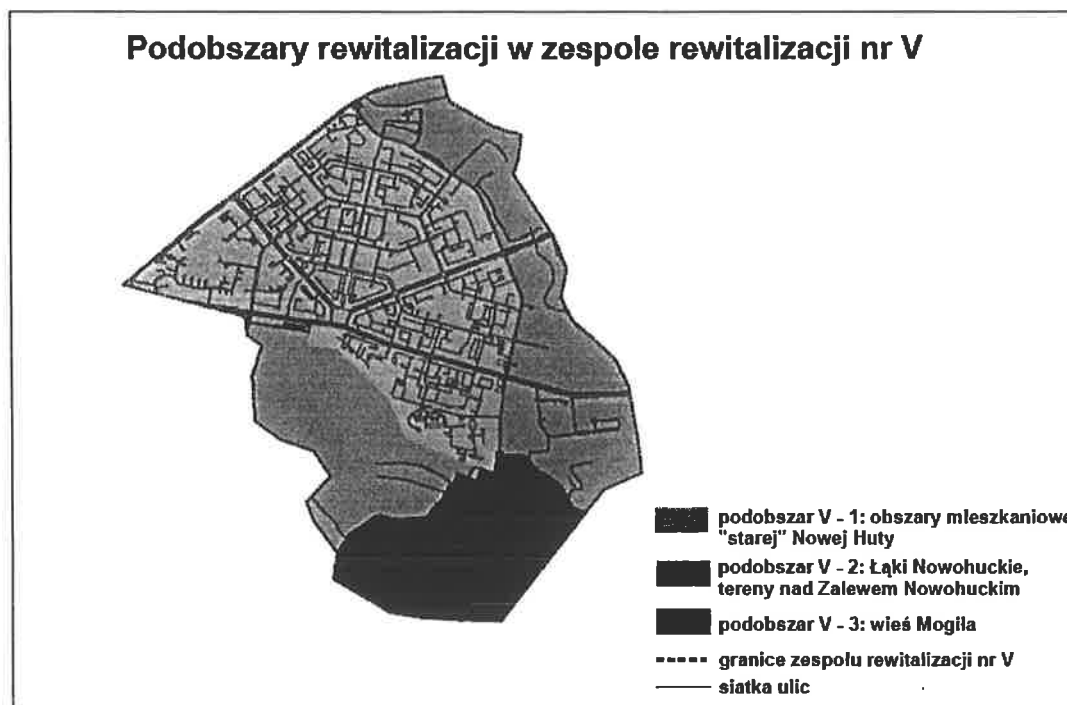 Podobszary rewitalizacji w zespole rewitalizacji nr V
podobszar V - 1: obszary mieszkaniowe
"starej" Nowej Huty
podobszar V - 2: Łąki Nowohuckie,
tereny nad Zalewem Nowohuckim
podobszar V - 3: wieś Mogiła
granice zespołu rewitalizacji nr V
siatka ulic